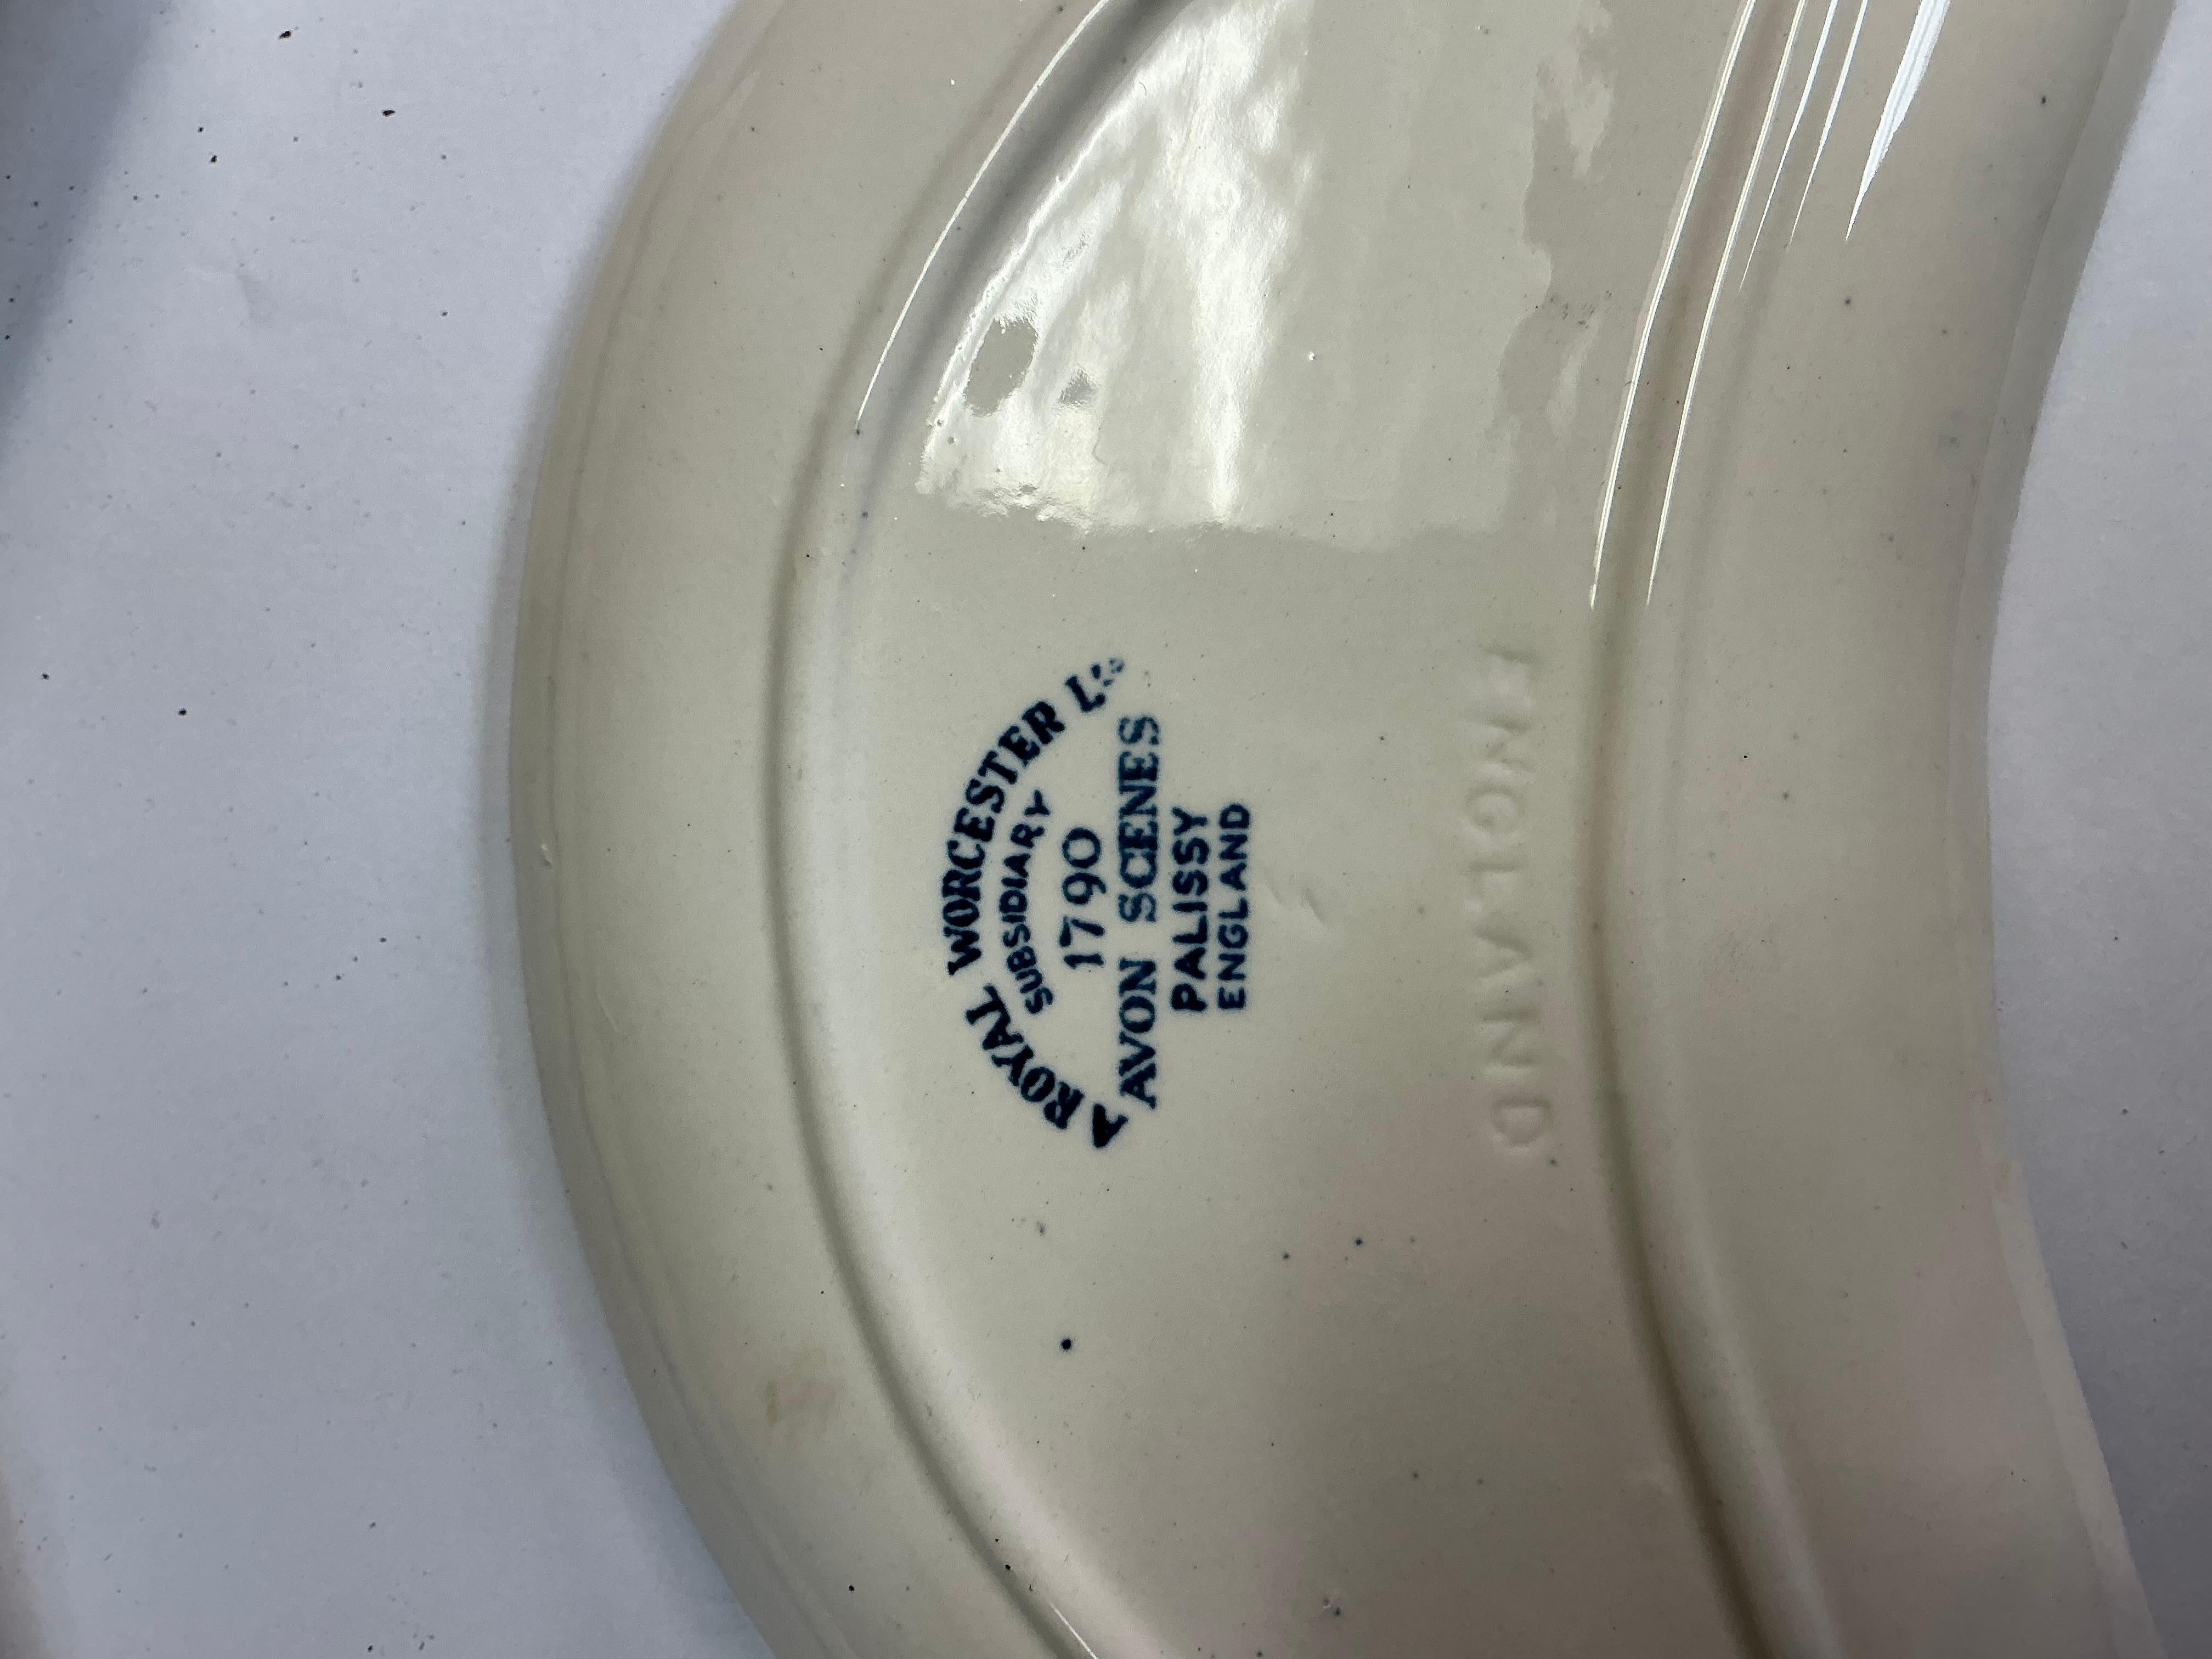 A ROYAL WORCESTER LTD
SUBSIDIARY
1790
AVON SCENES
PALISSY
ENGLAND
ENGLAND